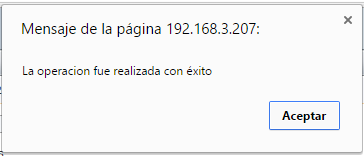 Mensaje de la página 192.168.3.207:
La operacion fue realizada con éxito
Aceptar